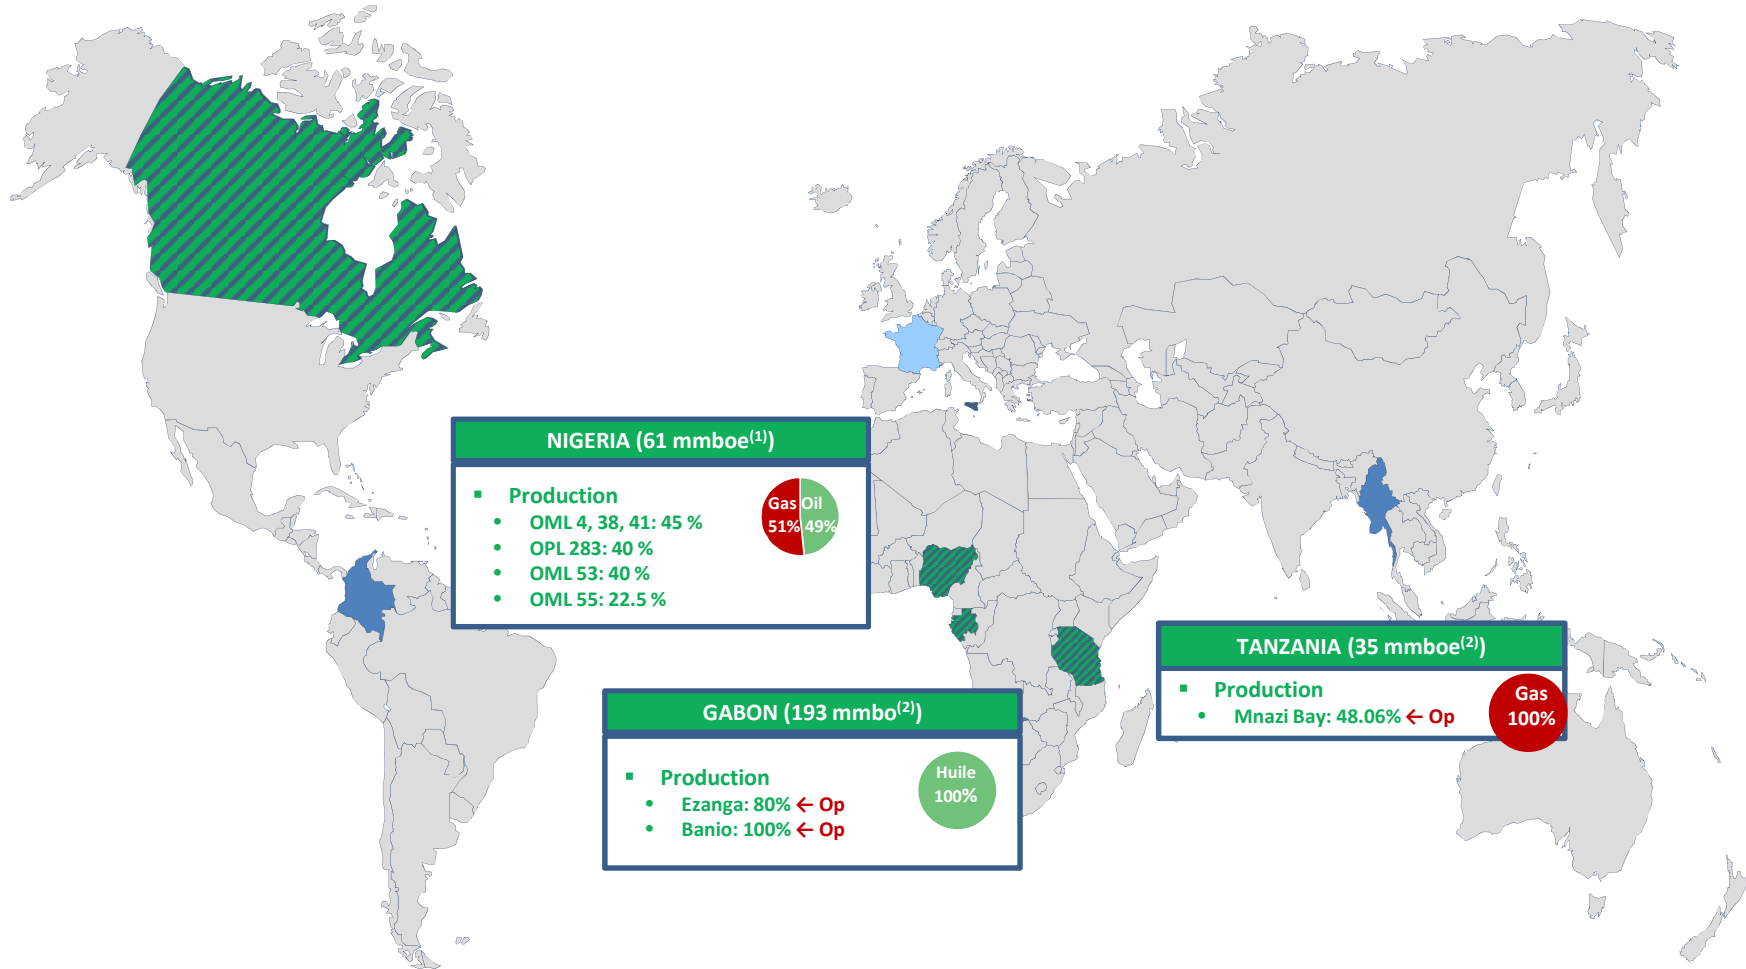 NIGERIA (61 mmboe(1))
▪ Production
• OML 4, 38, 41: 45 %
• OPL 283: 40 %
• OML 53: 40 %
• OML 55: 22.5 %
Gas Oil
51% 49%
TANZANIA (35 mmboe(2))
▪ Production
• Mnazi Bay: 48.06% ← Op
Gas
100%
GABON (193 mmbo(2))
▪ Production
• Ezanga: 80% ← Op
• Banio: 100% ← Op
Huile
100%